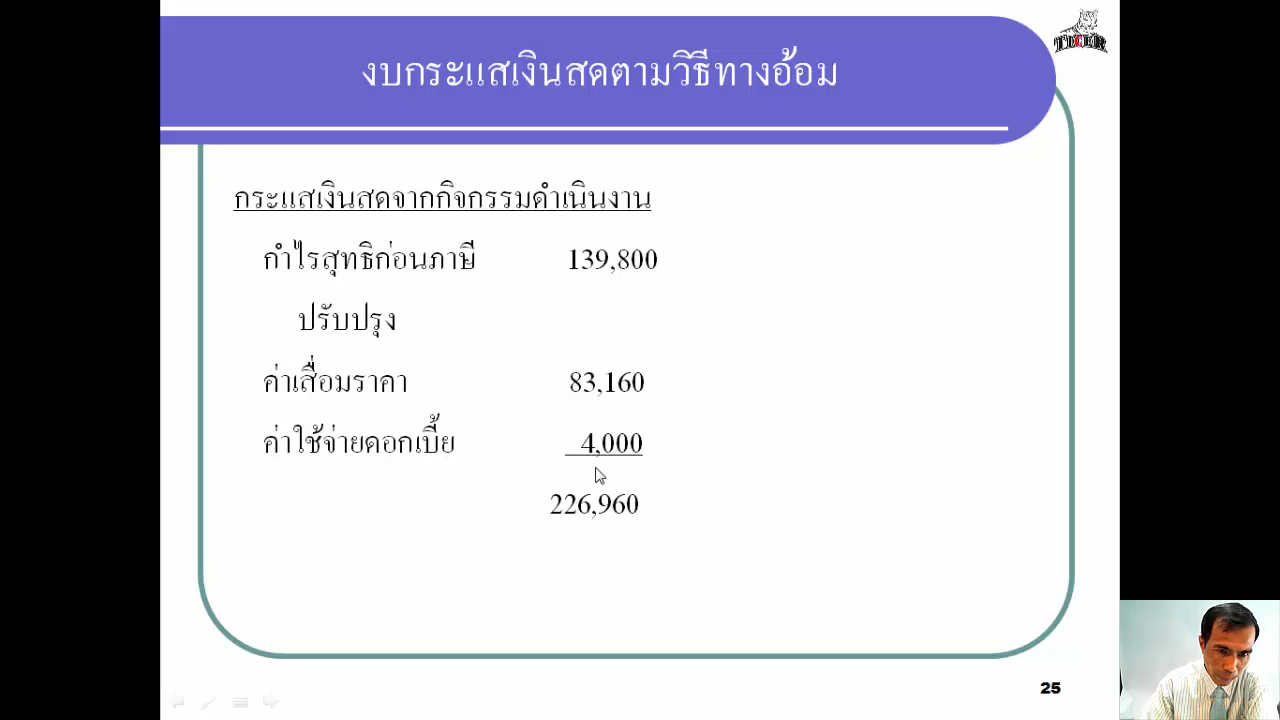 TIGER
งบกระแสเงินสดตามวิธีทางอ้อม
กระแสเงินสดจากกิจกรรมดำเนินงาน
กำไรสุทธิก่อนภาษี 139,800
ปรับปรุง
ค่าเสื่อมราคา 83,160
ค่าใช้จ่ายดอกเบี้ย 4,000
226,960
25